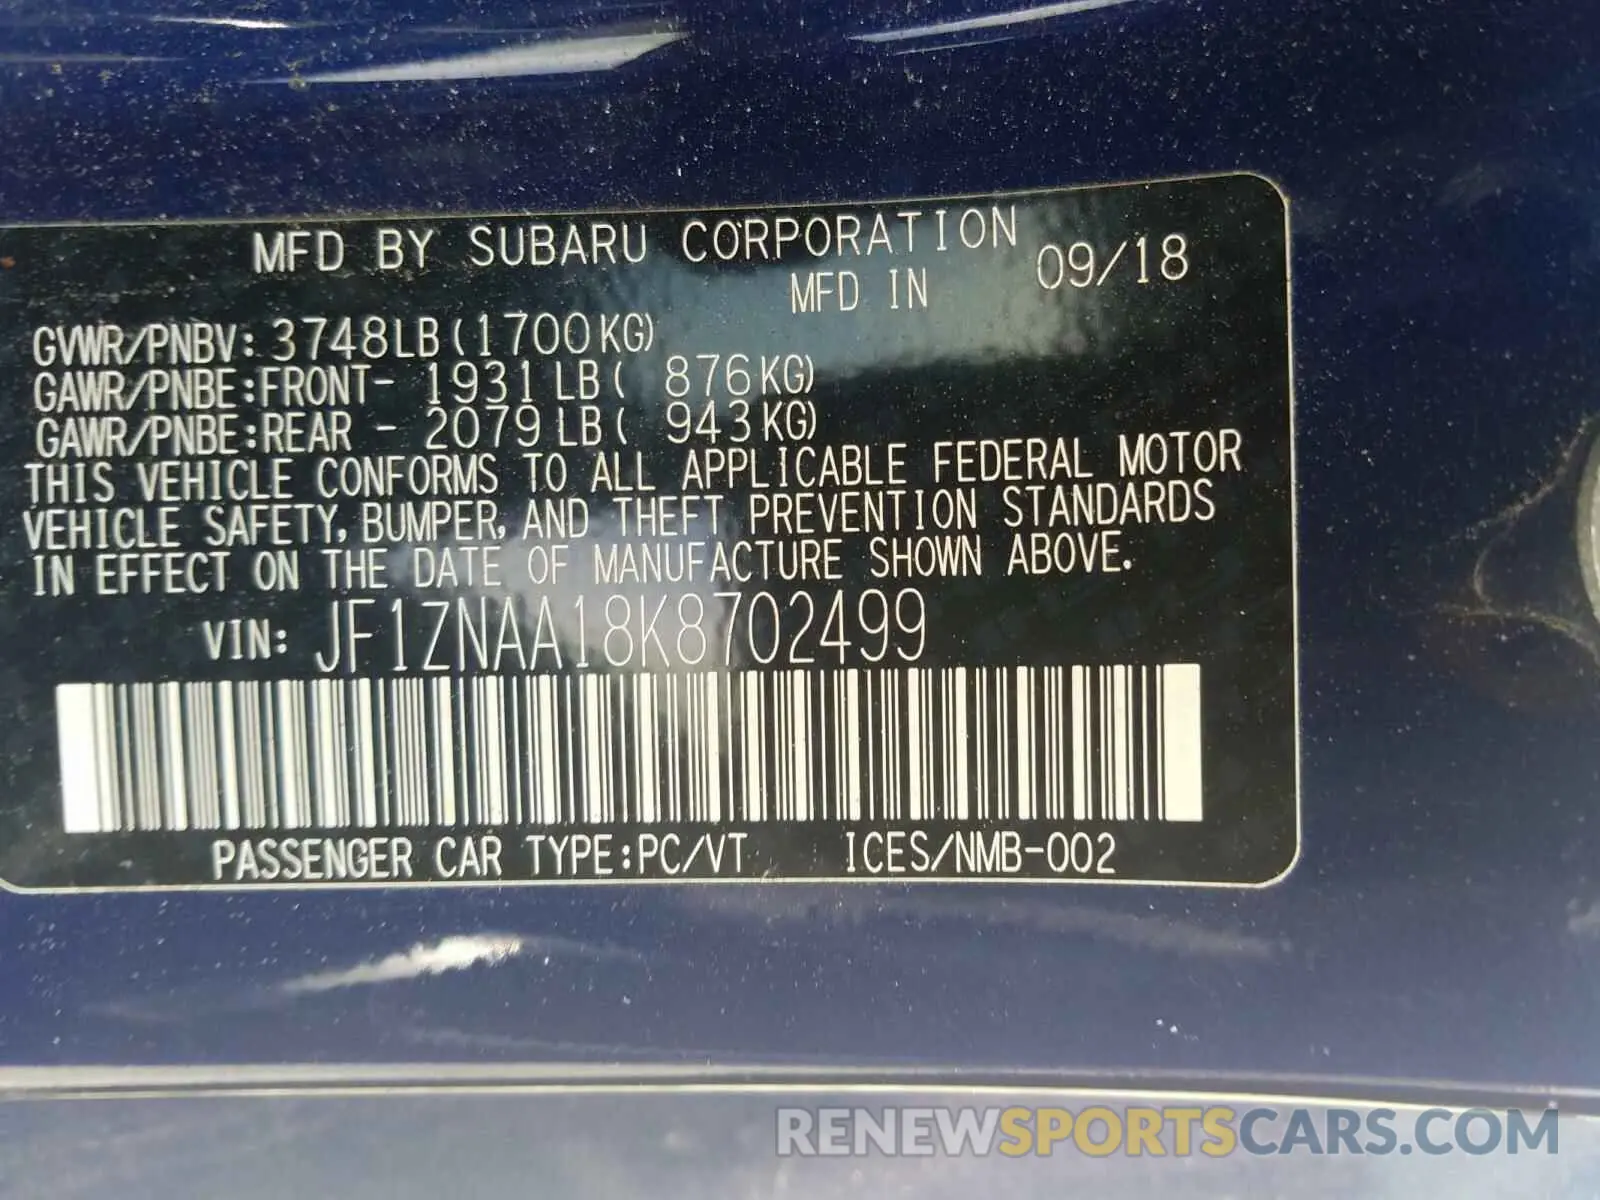 MFD BY SUBARU CORPORATION
MFD IN 09/18
GVWR/PNBV: 3748LB(1700KG)
GAWR/PNBE:FRONT- 1931LB( 876KG)
GAWR/PNBE:REAR - 2079LB( 943KG)
THIS VEHICLE CONFORMS TO ALL APPLICABLE FEDERAL MOTOR
VEHICLE SAFETY, BUMPER, AND THEFT PREVENTION STANDARDS
IN EFFECT ON THE DATE OF MANUFACTURE SHOWN ABOVE.
VIN: JF1ZNAA18K8702499
PASSENGER CAR TYPE:PC/VT ICES/NMB-002
RENEWSPORTSCARS.COM